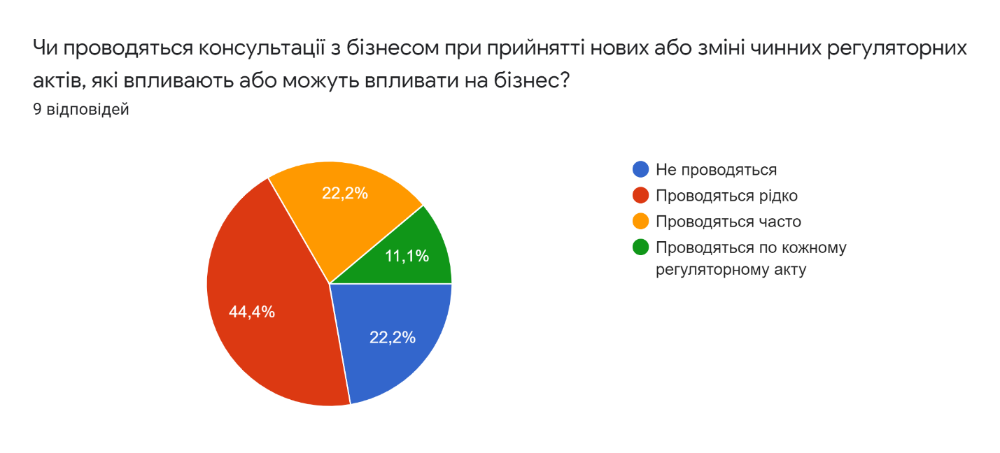 Чи проводяться консультації з бізнесом при прийнятті нових або зміні чинних регуляторних
актів, які впливають або можуть впливати на бізнес?
9 відповідей
Не проводяться
Проводяться рідко
Проводяться часто
Проводяться по кожному
регуляторному акту
22,2%
11,1%
44,4%
22,2%